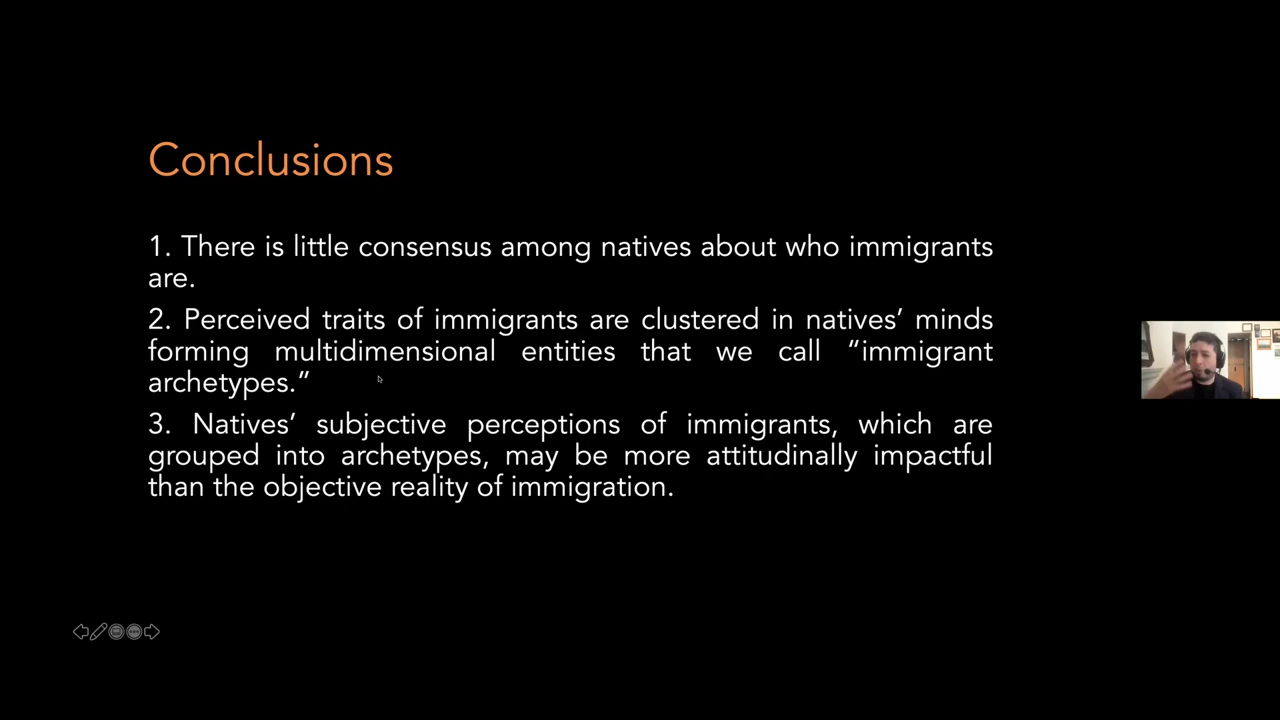 Conclusions
1. There is little consensus among natives about who immigrants
are.
2. Perceived traits of immigrants are clustered in natives’ minds
forming multidimensional entities that we call “immigrant
archetypes.”
3. Natives’ subjective perceptions of immigrants, which are
grouped into archetypes, may be more attitudinally impactful
than the objective reality of immigration.